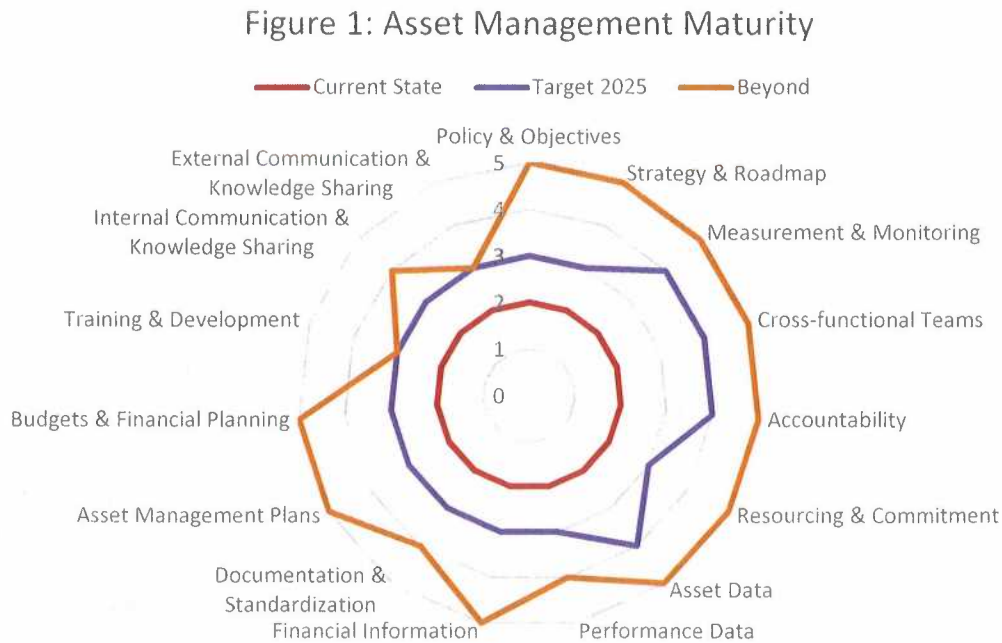 Figure 1: Asset Management Maturity
Current State
Target 2025
Beyond
Policy & Objectives
Strategy & Roadmap
Measurement & Monitoring
Cross-functional Teams
Accountability
Resourcing & Commitment
Asset Data
Performance Data
Financial Information
Documentation &
Standardization
Asset Management Plans
Budgets & Financial Planning
Training & Development
Internal Communication &
Knowledge Sharing
External Communication &
Knowledge Sharing
5
4
3
2
1
0